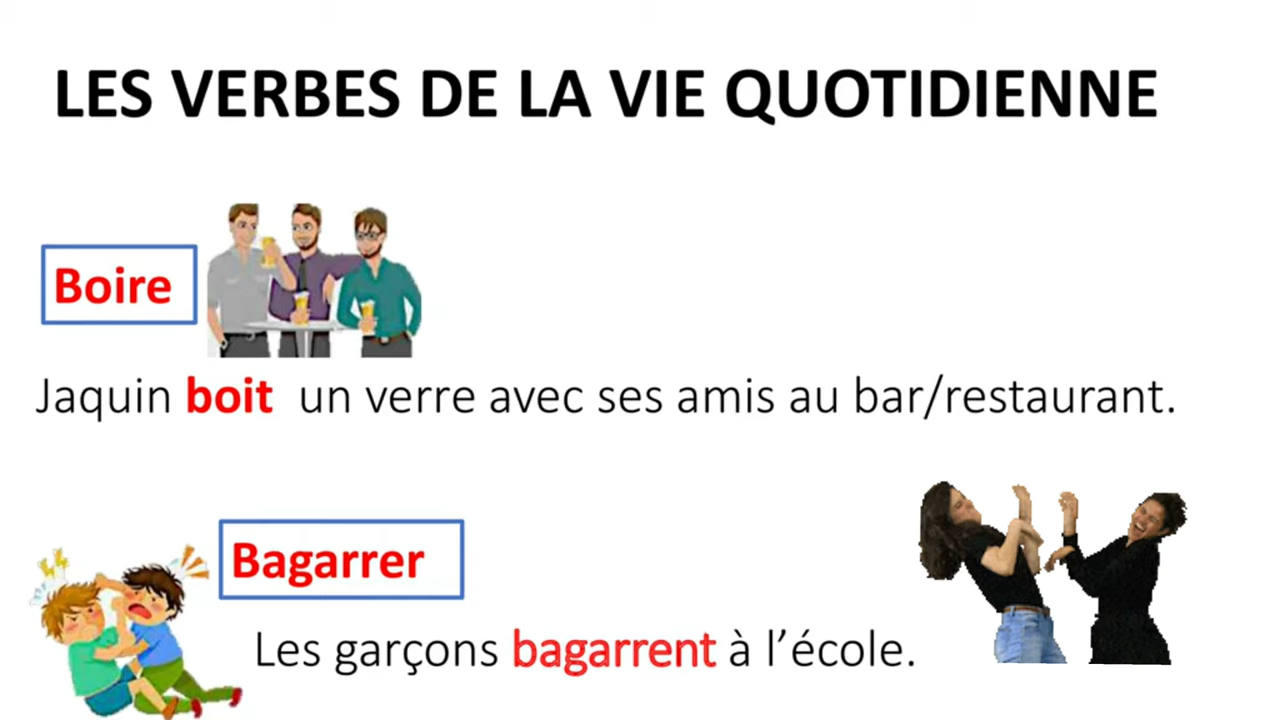 LES VERBES DE LA VIE QUOTIDIENNE
Boire
Jaquin boit un verre avec ses amis au bar/restaurant.
Bagarrer
Les garçons bagarrent à l’école.